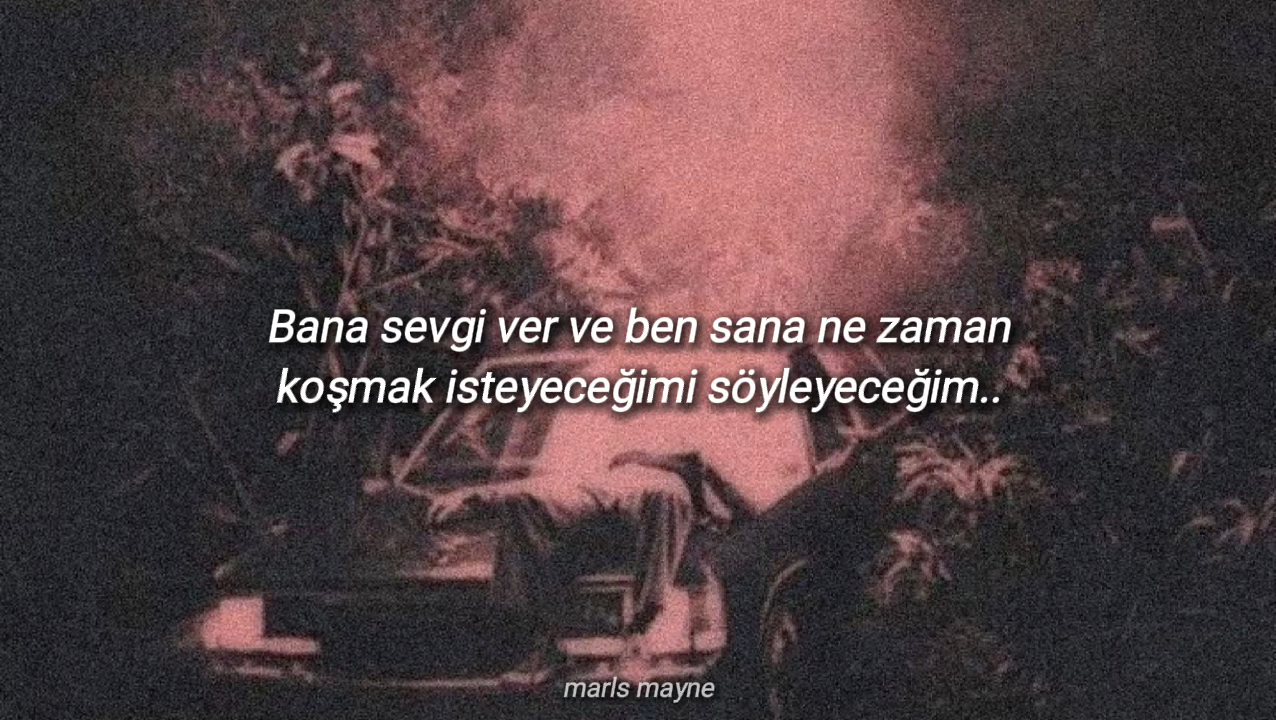 Bana sevgi ver ve ben sana ne zaman
koşmak isteyeceğimi söyleyeceğim..
marls mayne